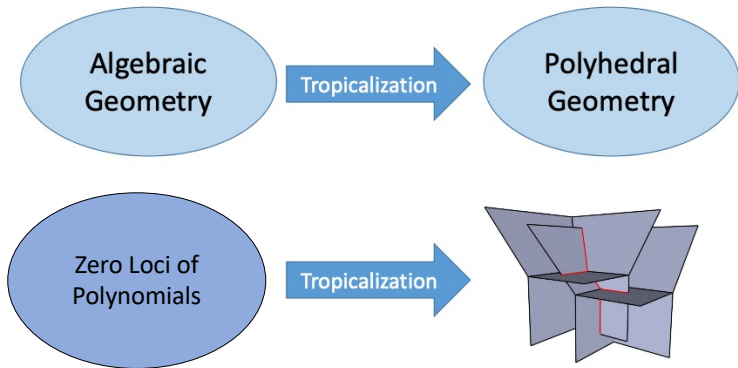 Algebraic
Geometry
Tropicalization
Polyhedral
Geometry
Zero Loci of
Polynomials
Tropicalization